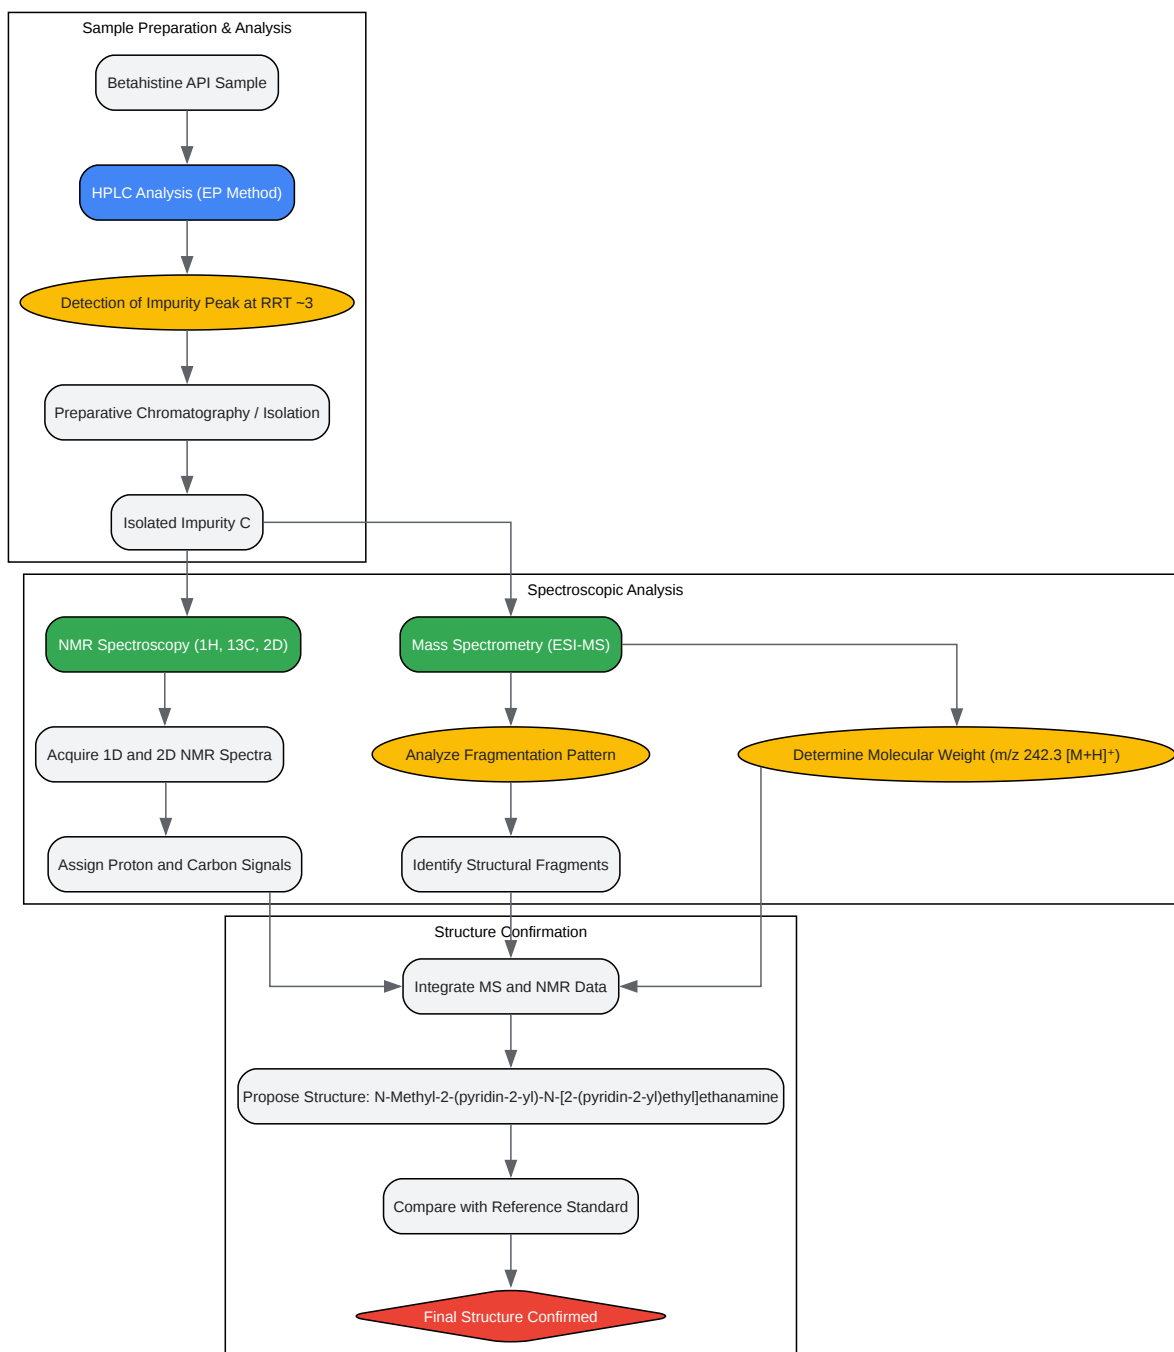 Sample Preparation & Analysis
Betahistine API Sample
HPLC Analysis (EP Method)
Detection of Impurity Peak at RRT ~3
Preparative Chromatography / Isolation
Isolated Impurity C
Spectroscopic Analysis
NMR Spectroscopy (1H, 13C, 2D)
Mass Spectrometry (ESI-MS)
Acquire 1D and 2D NMR Spectra
Analyze Fragmentation Pattern
Determine Molecular Weight (m/z 242.3 [M+H]⁺)
Assign Proton and Carbon Signals
Identify Structural Fragments
Structure Confirmation
Integrate MS and NMR Data
Propose Structure: N-Methyl-2-(pyridin-2-yl)-N-[2-(pyridin-2-yl)ethyl]ethanamine
Compare with Reference Standard
Final Structure Confirmed